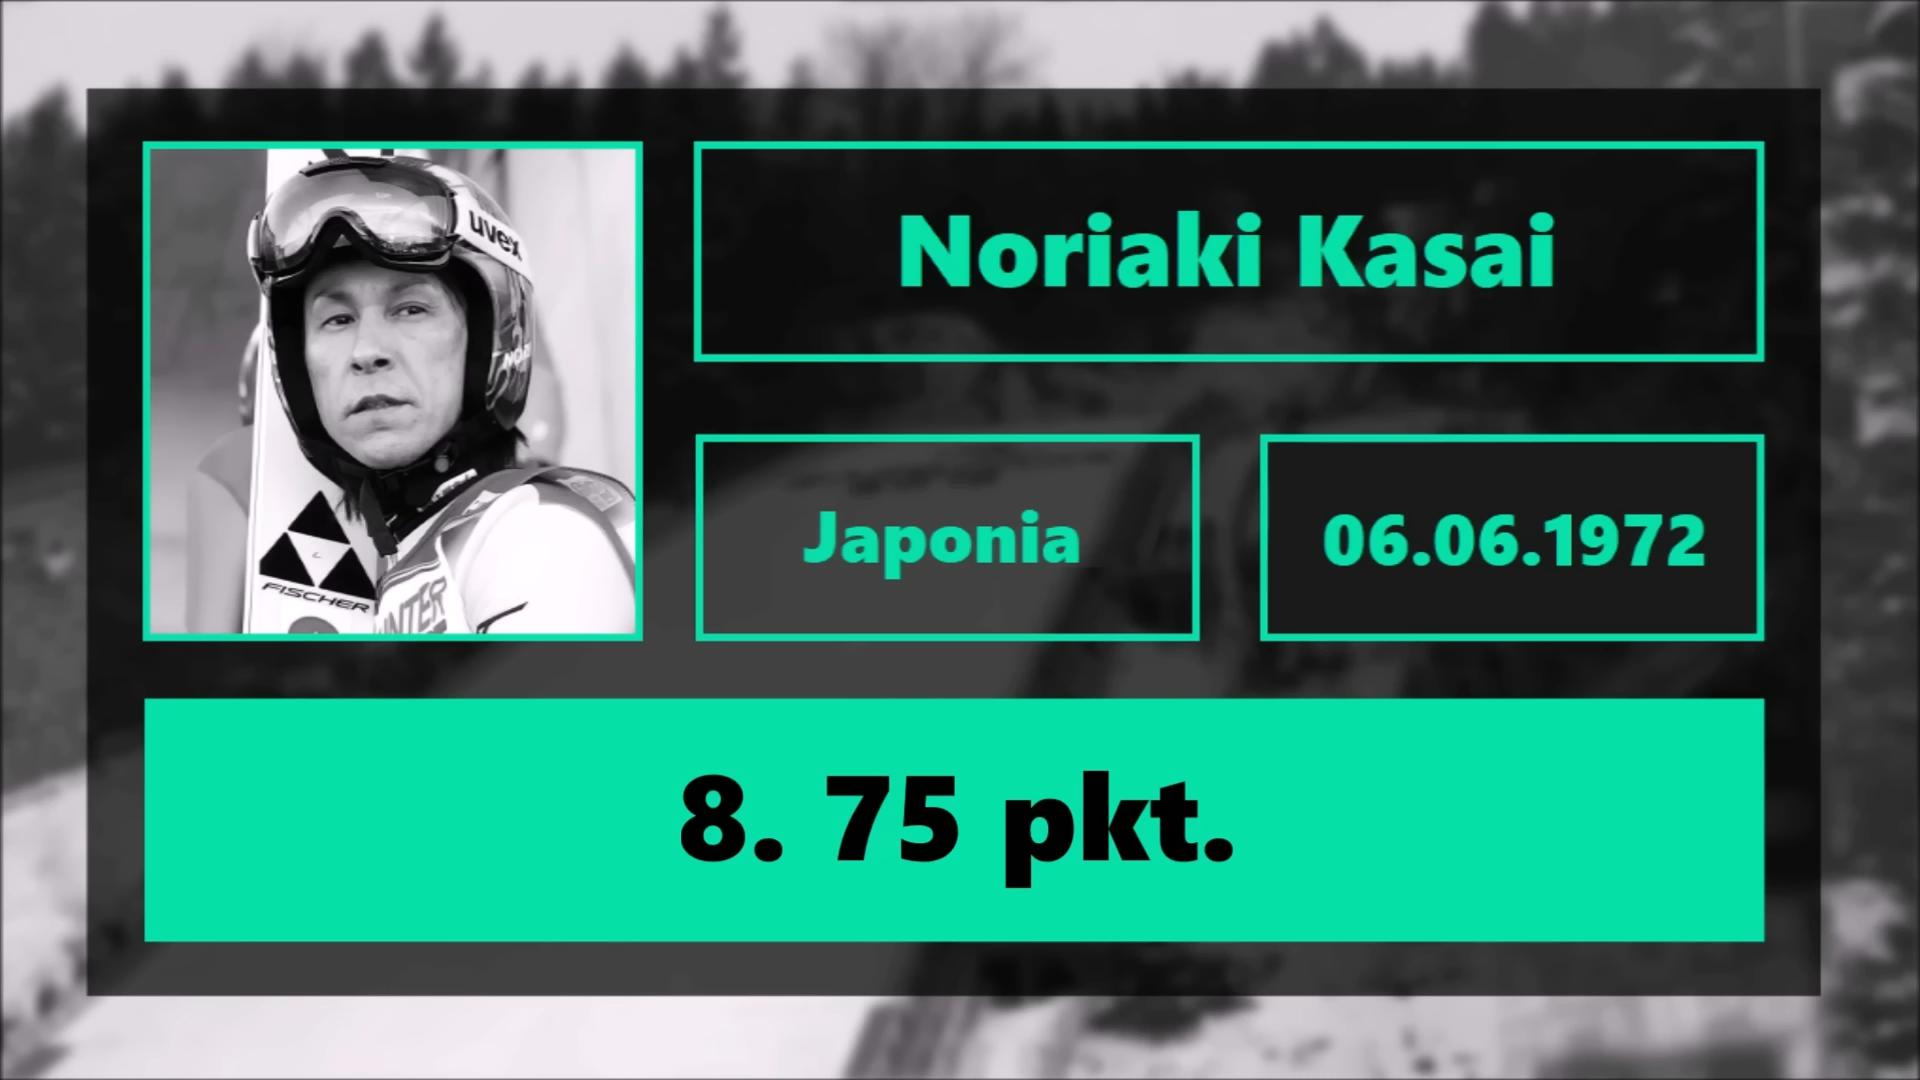 uvex
Noriaki Kasai
Japonia
06.06.1972
FISCHER
8. 75 pkt.